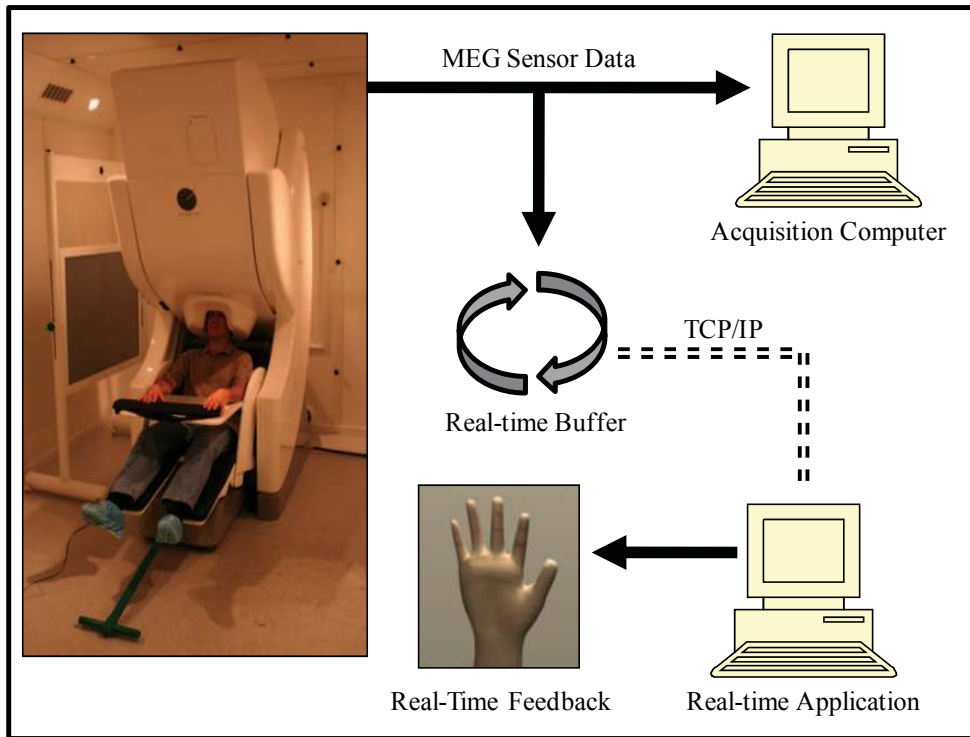 MEG Sensor Data
Acquisition Computer
TCP/IP
Real-time Buffer
Real-Time Feedback
Real-time Application